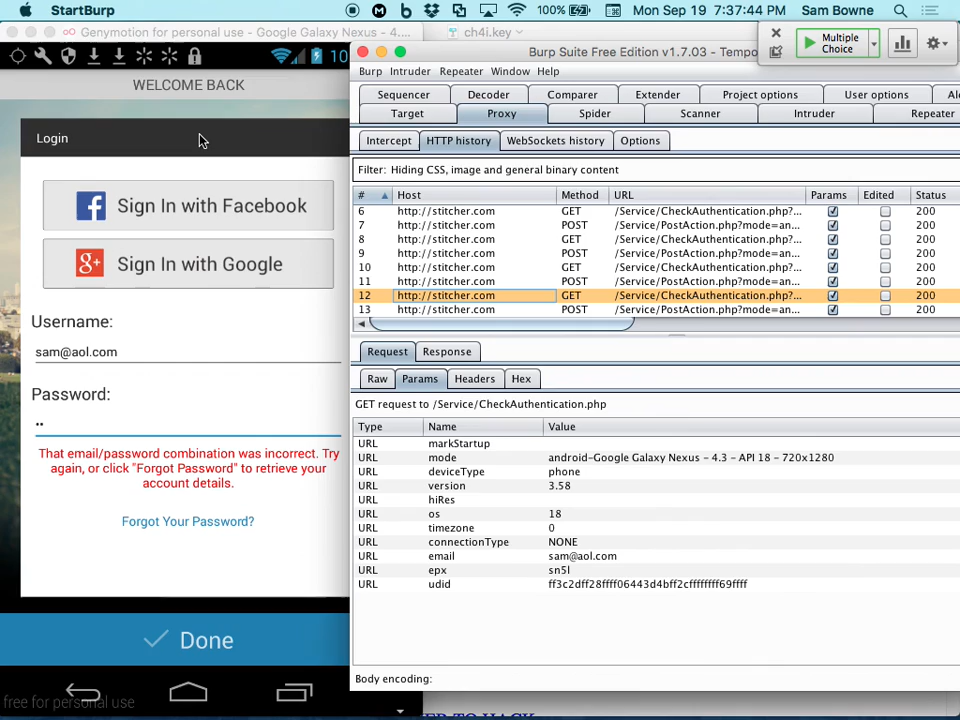 StartBurp 100% Mon Sep 19 7:37:44 PM Sam Bowne
Genymotion for personal use - Google Galaxy Nexus - 4.3
ch4i.key
Multiple Choice
10
WELCOME BACK
Login
Sign In with Facebook
Sign In with Google
Username:
sam@aol.com
Password:
••
That email/password combination was incorrect. Try
again, or click "Forgot Password" to retrieve your
account details.
Forgot Your Password?
Done
free for personal use
Burp Suite Free Edition v1.7.03 - Tempo
Burp Intruder Repeater Window Help
Sequencer Decoder Comparer Extender Project options User options Al
Target Proxy Spider Scanner Intruder Repeater
Intercept HTTP history WebSockets history Options
Filter: Hiding CSS, image and general binary content
# Host Method URL Params Edited Status
6 http://stitcher.com GET /Service/CheckAuthentication.php?... 200
7 http://stitcher.com POST /Service/PostAction.php?mode=an... 200
8 http://stitcher.com GET /Service/CheckAuthentication.php?... 200
9 http://stitcher.com POST /Service/PostAction.php?mode=an... 200
10 http://stitcher.com GET /Service/CheckAuthentication.php?... 200
11 http://stitcher.com POST /Service/PostAction.php?mode=an... 200
12 http://stitcher.com GET /Service/CheckAuthentication.php?... 200
13 http://stitcher.com POST /Service/PostAction.php?mode=an... 200
Request Response
Raw Params Headers Hex
GET request to /Service/CheckAuthentication.php
Type Name Value
URL markStartup
URL mode android-Google Galaxy Nexus - 4.3 - API 18 - 720x1280
URL deviceType phone
URL version 3.58
URL hiRes
URL os 18
URL timezone 0
URL connectionType NONE
URL email sam@aol.com
URL epx sn5l
URL udid ff3c2dff28ffff06443d4bff2cffffffff69ffff
Body encoding:
TO HACK